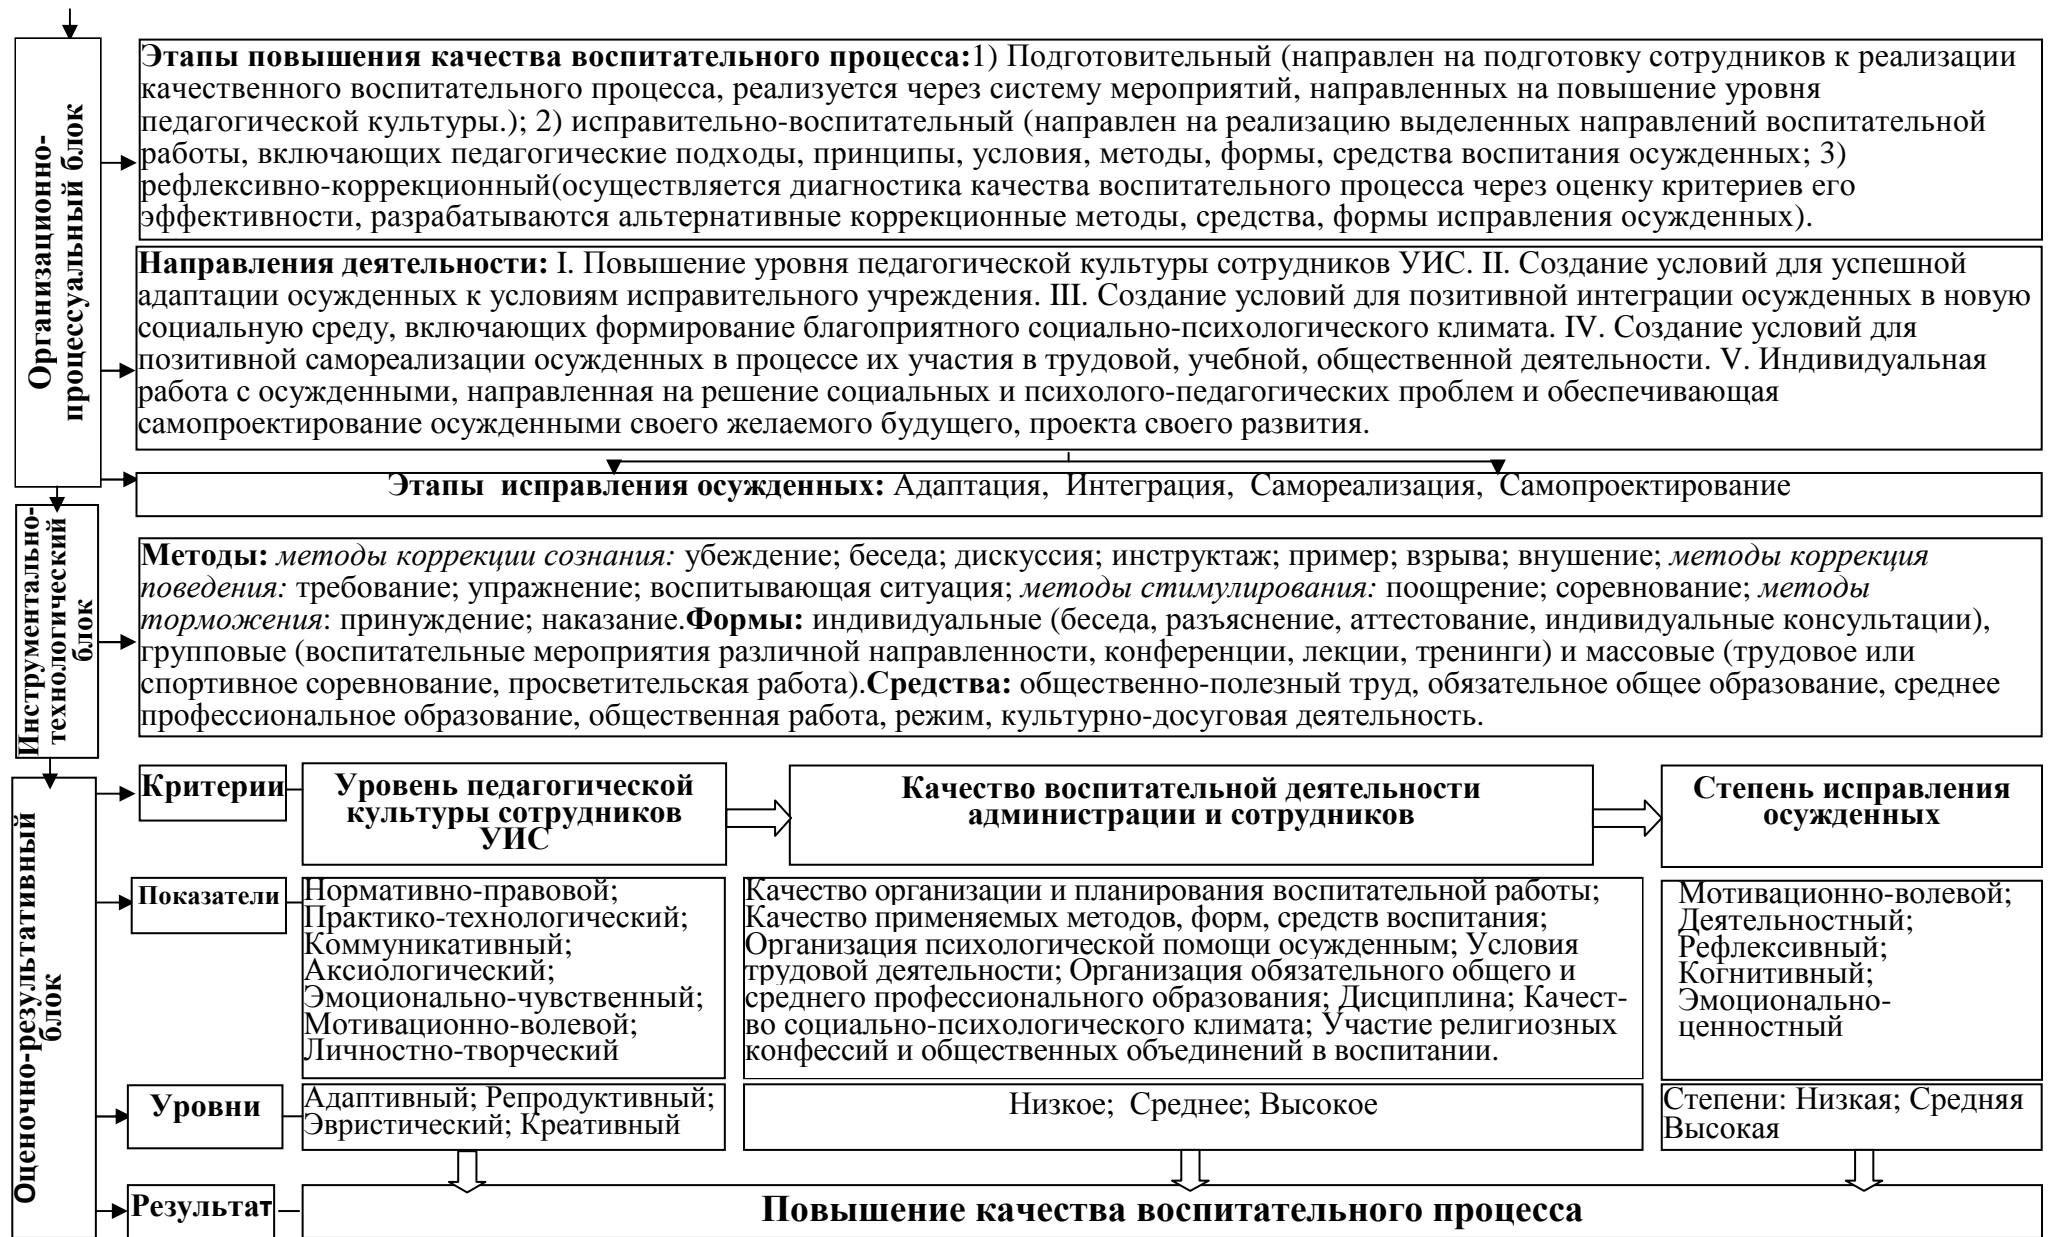 Организационно-
процессуальный блок
Этапы повышения качества воспитательного процесса:1) Подготовительный (направлен на подготовку сотрудников к реализации
качественного воспитательного процесса, реализуется через систему мероприятий, направленных на повышение уровня
педагогической культуры.); 2) исправительно-воспитательный (направлен на реализацию выделенных направлений воспитательной
работы, включающих педагогические подходы, принципы, условия, методы, формы, средства воспитания осужденных; 3)
рефлексивно-коррекционный(осуществляется диагностика качества воспитательного процесса через оценку критериев его
эффективности, разрабатываются альтернативные коррекционные методы, средства, формы исправления осужденных).
Направления деятельности: I. Повышение уровня педагогической культуры сотрудников УИС. II. Создание условий для успешной
адаптации осужденных к условиям исправительного учреждения. III. Создание условий для позитивной интеграции осужденных в новую
социальную среду, включающих формирование благоприятного социально-психологического климата. IV. Создание условий для
позитивной самореализации осужденных в процессе их участия в трудовой, учебной, общественной деятельности. V. Индивидуальная
работа с осужденными, направленная на решение социальных и психолого-педагогических проблем и обеспечивающая
самопроектирование осужденными своего желаемого будущего, проекта своего развития.
Этапы исправления осужденных: Адаптация, Интеграция, Самореализация, Самопроектирование
Инструментально-
технологический
блок
Методы: методы коррекции сознания: убеждение; беседа; дискуссия; инструктаж; пример; взрыва; внушение; методы коррекция
поведения: требование; упражнение; воспитывающая ситуация; методы стимулирования: поощрение; соревнование; методы
торможения: принуждение; наказание.Формы: индивидуальные (беседа, разъяснение, аттестование, индивидуальные консультации),
групповые (воспитательные мероприятия различной направленности, конференции, лекции, тренинги) и массовые (трудовое или
спортивное соревнование, просветительская работа).Средства: общественно-полезный труд, обязательное общее образование, среднее
профессиональное образование, общественная работа, режим, культурно-досуговая деятельность.
Оценочно-результативный
блок
Критерии
Уровень педагогической
культуры сотрудников
УИС
Качество воспитательной деятельности
администрации и сотрудников
Степень исправления
осужденных
Показатели
Нормативно-правовой;
Практико-технологический;
Коммуникативный;
Аксиологический;
Эмоционально-чувственный;
Мотивационно-волевой;
Личностно-творческий
Качество организации и планирования воспитательной работы;
Качество применяемых методов, форм, средств воспитания;
Организация психологической помощи осужденным; Условия
трудовой деятельности; Организация обязательного общего и
среднего профессионального образования; Дисциплина; Качест-
во социально-психологического климата; Участие религиозных
конфессий и общественных объединений в воспитании.
Мотивационно-волевой;
Деятельностный;
Рефлексивный;
Когнитивный;
Эмоционально-
ценностный
Уровни
Адаптивный; Репродуктивный;
Эвристический; Креативный
Низкое; Среднее; Высокое
Степени: Низкая; Средняя
Высокая
Результат
Повышение качества воспитательного процесса